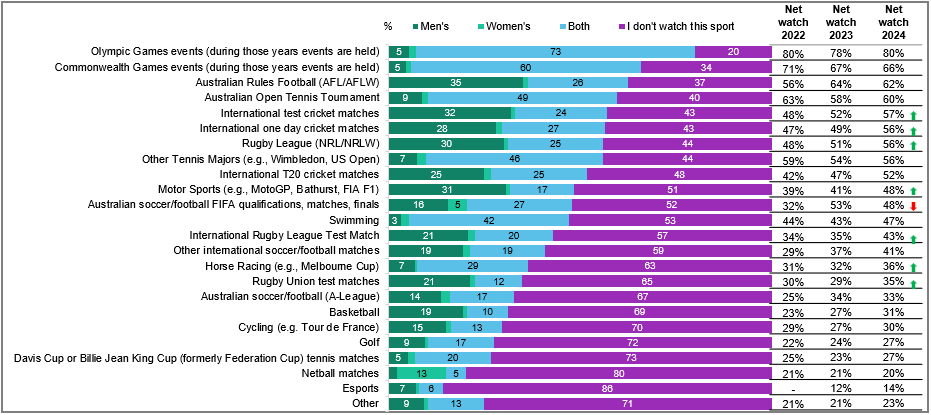 % Men's Women's Both I don't watch this sport Net watch 2022 Net watch 2023 Net watch 2024
Olympic Games events (during those years events are held) 5 73 20 80% 78% 80%
Commonwealth Games events (during those years events are held) 5 60 34 71% 67% 66%
Australian Rules Football (AFL/AFLW) 35 26 37 56% 64% 62%
Australian Open Tennis Tournament 9 49 40 63% 58% 60%
International test cricket matches 32 24 43 48% 52% 57%
International one day cricket matches 28 27 43 47% 49% 56%
Rugby League (NRL/NRLW) 30 25 44 48% 51% 56%
Other Tennis Majors (e.g., Wimbledon, US Open) 7 46 44 59% 54% 56%
International T20 cricket matches 25 25 48 42% 47% 52%
Motor Sports (e.g., MotoGP, Bathurst, FIA F1) 31 17 51 39% 41% 48%
Australian soccer/football FIFA qualifications, matches, finals 16 5 27 52 32% 53% 48%
Swimming 3 42 53 44% 43% 47%
International Rugby League Test Match 21 20 57 34% 35% 43%
Other international soccer/football matches 19 19 59 29% 37% 41%
Horse Racing (e.g., Melbourne Cup) 7 29 63 31% 32% 36%
Rugby Union test matches 21 12 65 30% 29% 35%
Australian soccer/football (A-League) 14 17 67 25% 34% 33%
Basketball 19 10 69 23% 27% 31%
Cycling (e.g. Tour de France) 15 13 70 29% 27% 30%
Golf 9 17 72 22% 24% 27%
Davis Cup or Billie Jean King Cup (formerly Federation Cup) tennis matches 5 20 73 25% 23% 27%
Netball matches 13 5 80 21% 21% 20%
Esports 7 6 86 - 12% 14%
Other 9 13 71 21% 21% 23%